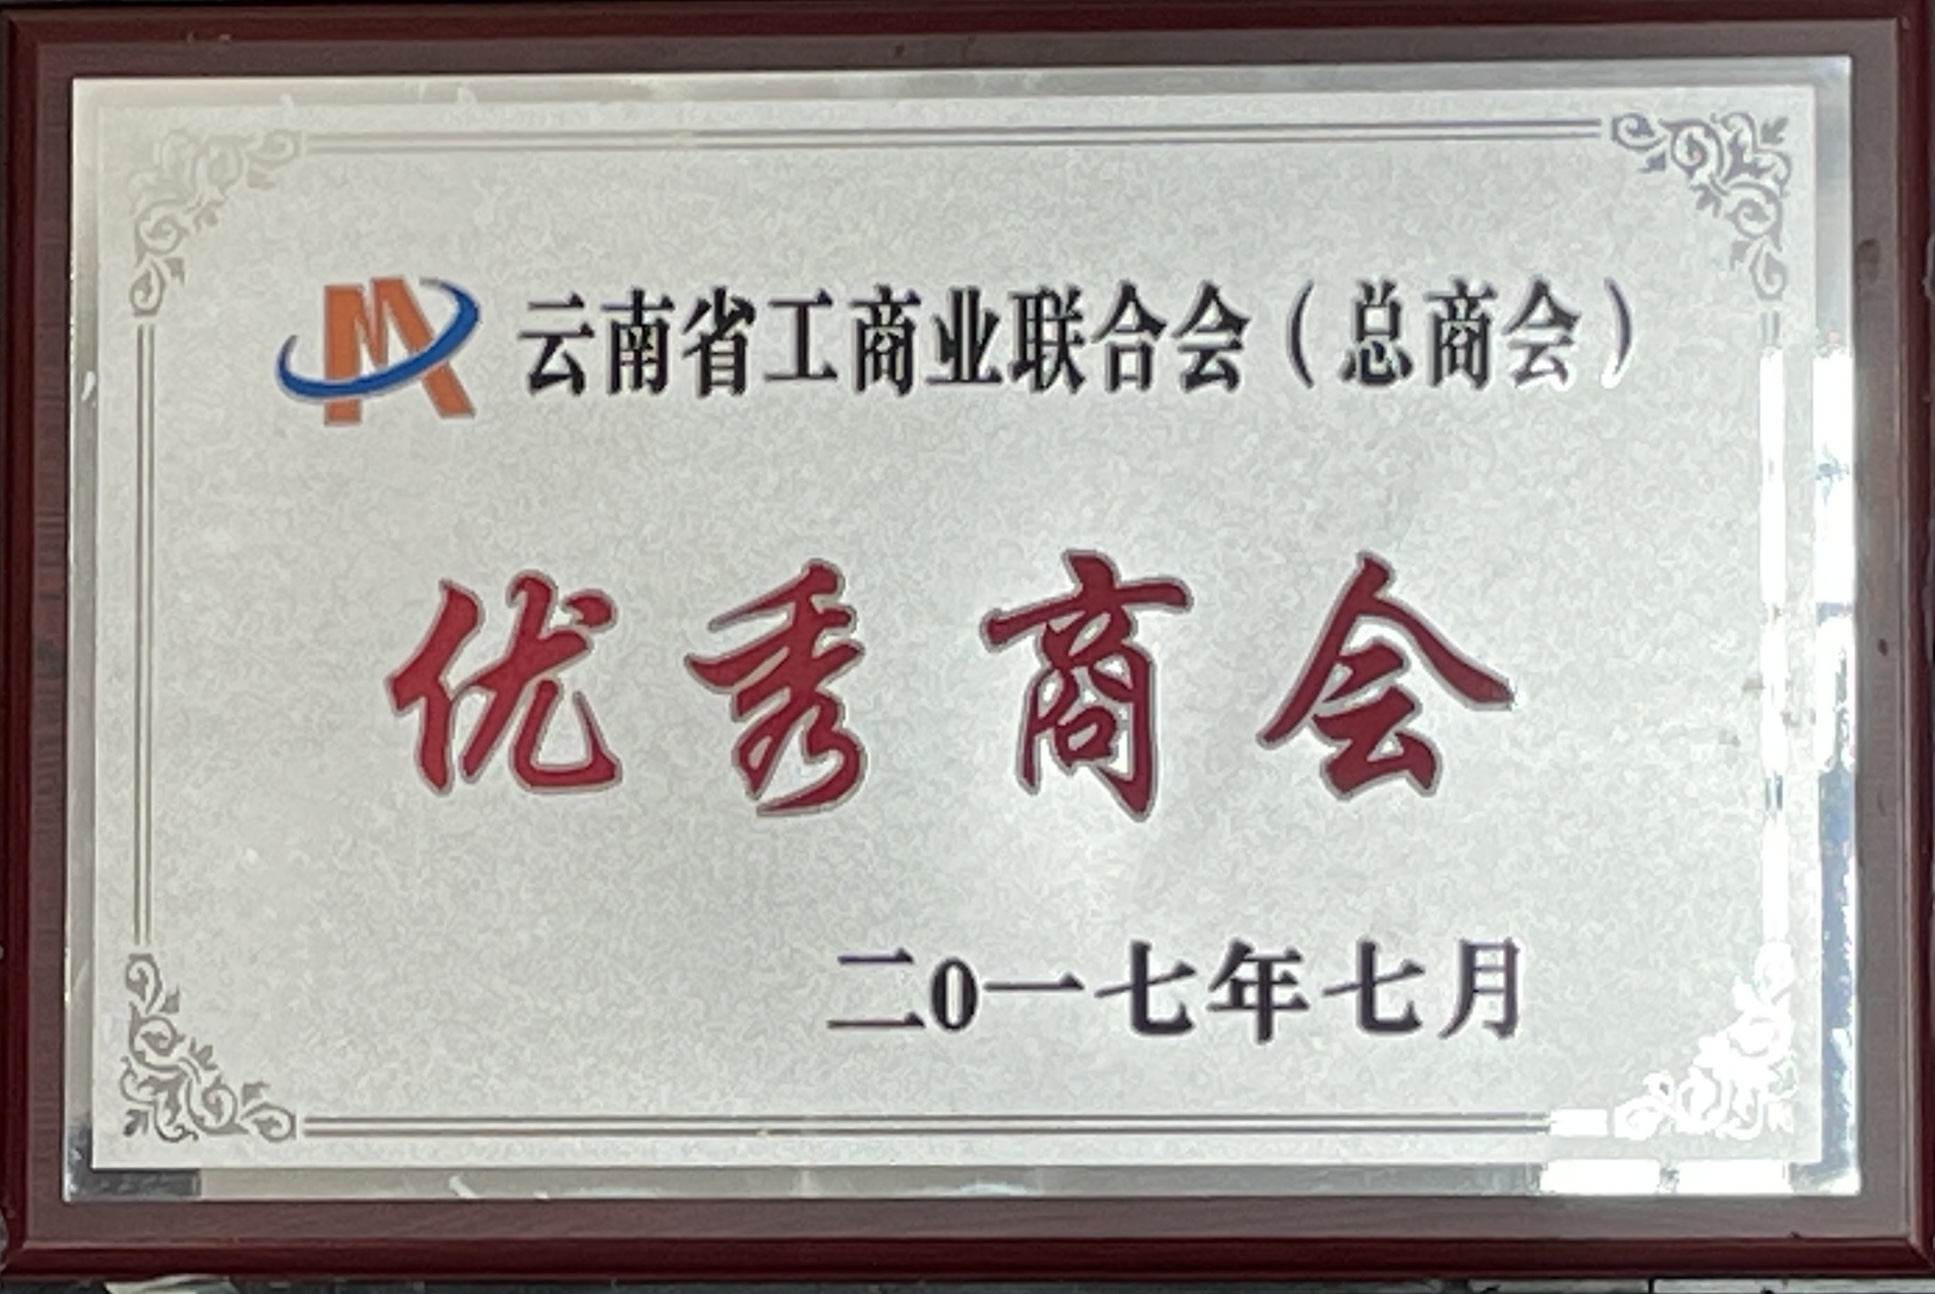 云南省工商业联合会（总商会）
优秀商会
二0一七年七月